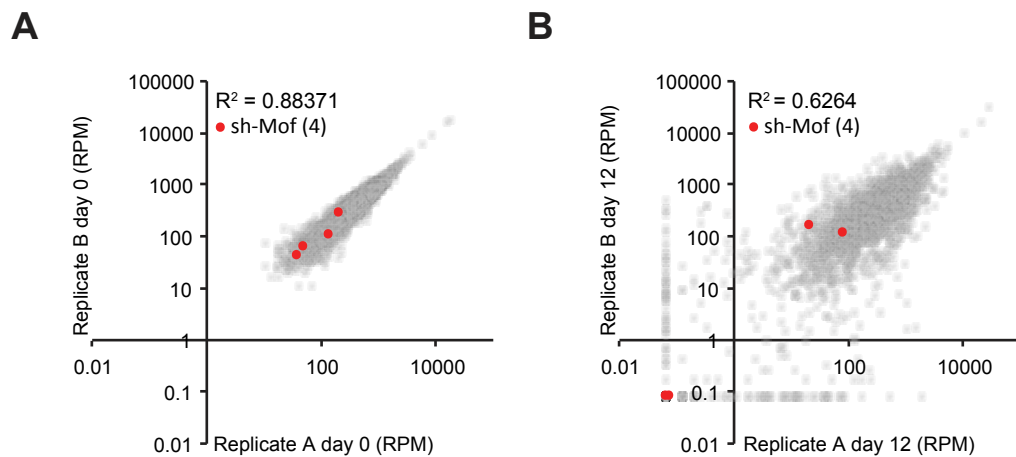 A
100000
10000
1000
100
10
1
0.1
0.01
R² = 0.88371
sh-Mof (4)
Replicate B day 0 (RPM)
0.01
100
10000
Replicate A day 0 (RPM)
B
100000
10000
1000
100
10
1
0.1
0.01
R² = 0.6264
sh-Mof (4)
Replicate B day 12 (RPM)
0.01
100
10000
Replicate A day 12 (RPM)